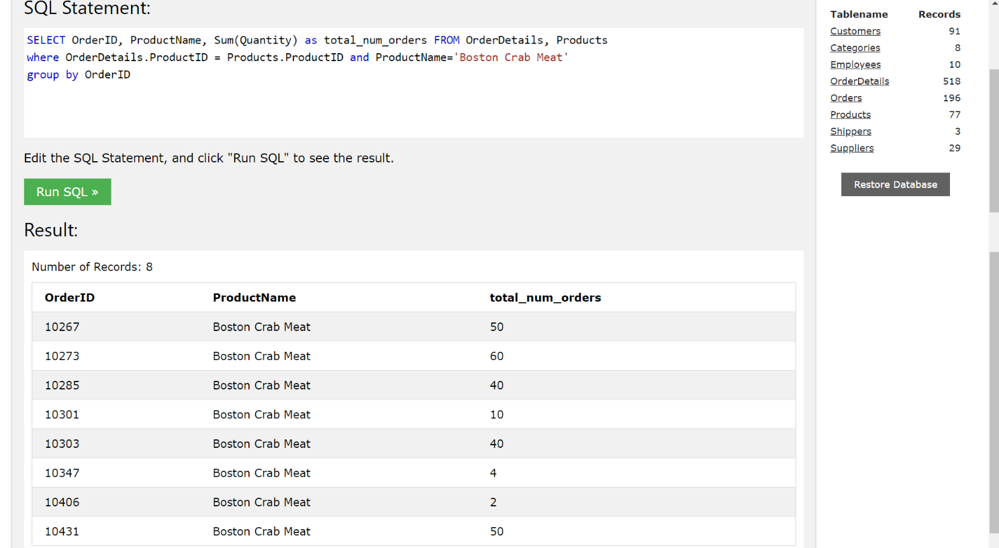 SQL Statement:
SELECT OrderID, ProductName, Sum(Quantity) as total_num_orders FROM OrderDetails, Products
where OrderDetails.ProductID = Products.ProductID and ProductName='Boston Crab Meat'
group by OrderID
Edit the SQL Statement, and click "Run SQL" to see the result.
Run SQL »
Result:
Number of Records: 8
OrderID ProductName total_num_orders
10267 Boston Crab Meat 50
10273 Boston Crab Meat 60
10285 Boston Crab Meat 40
10301 Boston Crab Meat 10
10303 Boston Crab Meat 40
10347 Boston Crab Meat 4
10406 Boston Crab Meat 2
10431 Boston Crab Meat 50
Tablename Records
Customers 91
Categories 8
Employees 10
OrderDetails 518
Orders 196
Products 77
Shippers 3
Suppliers 29
Restore Database